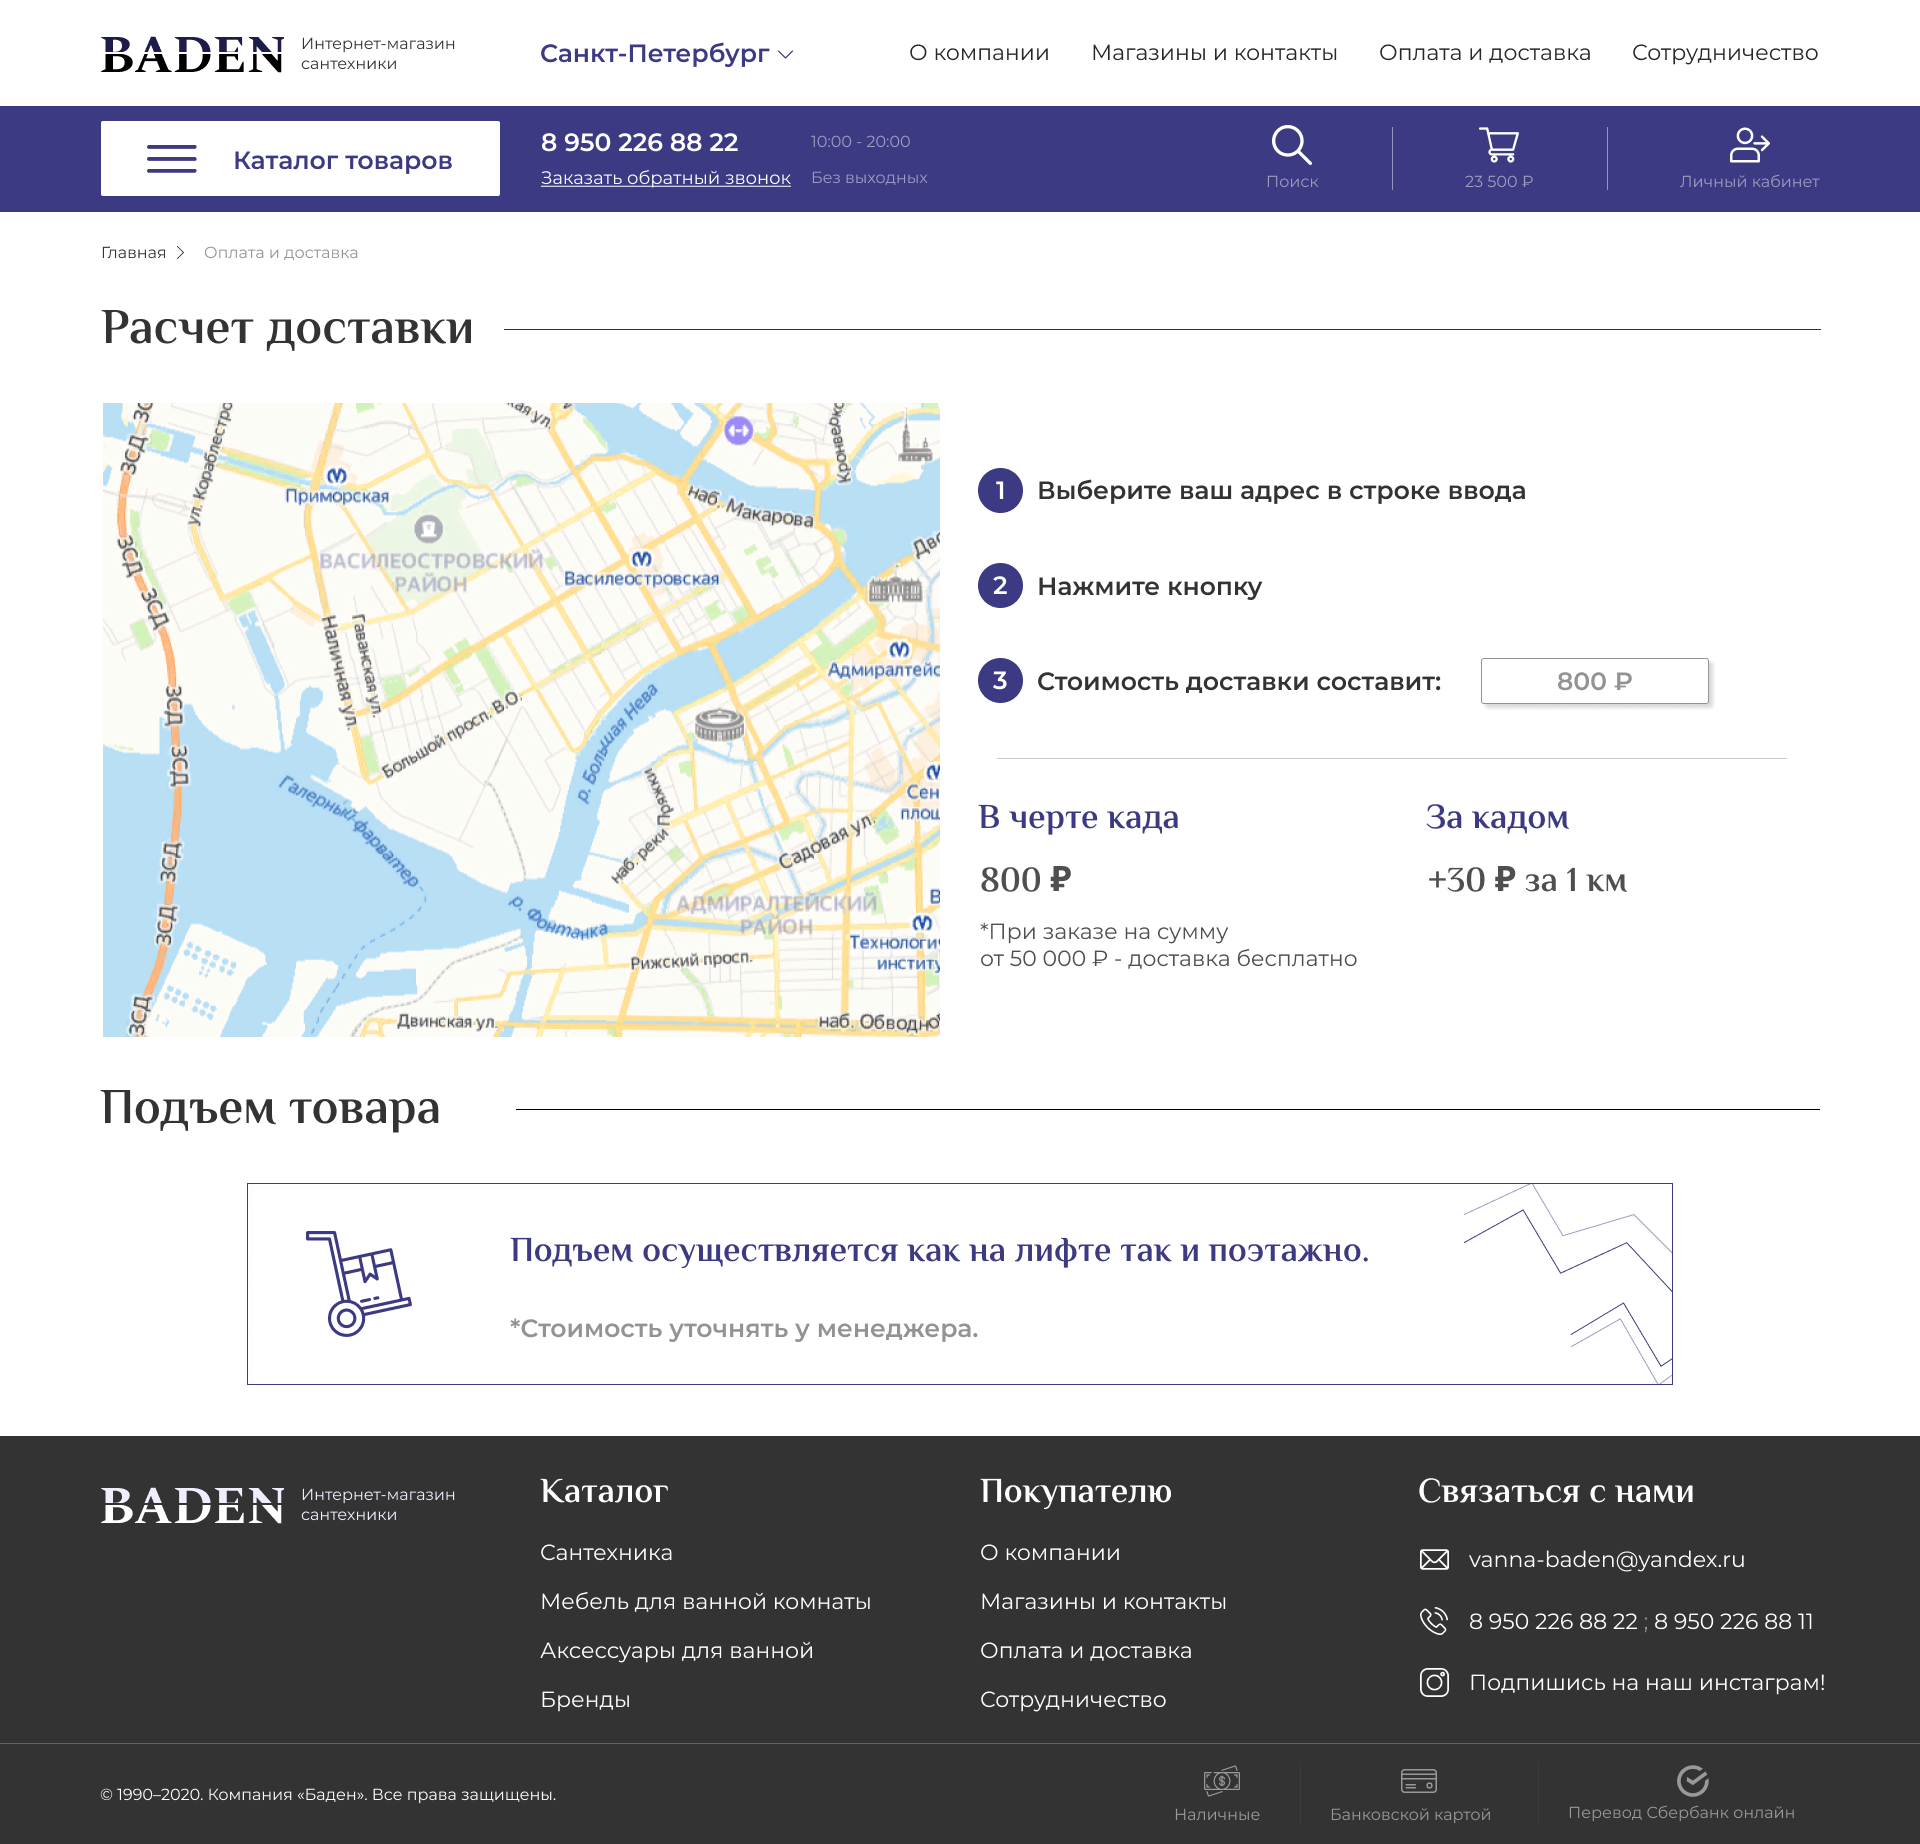 BADEN
Интернет-магазин
сантехники
Санкт-Петербург
О компании
Магазины и контакты
Оплата и доставка
Сотрудничество
Каталог товаров
8 950 226 88 22
10:00 - 20:00
Заказать обратный звонок
Без выходных
Поиск
23 500 ₽
Личный кабинет
Главная
Оплата и доставка
Расчет доставки
ЗСД
ЗСД
ЗСД
ЗСД
ЗСД
ЗСД
ЗСД
ЗСД
ЗСД
Приморская
наб. Макарова
ВАСИЛЕОСТРОВСКИЙ
РАЙОН
Василеостровская
Наличная ул.
Гаванская ул.
Большой просп. В.О.
р. Большая Нева
Галерный фарватер
наб. реки Пряжки
Садовая ул.
АДМИРАЛТЕЙСКИЙ
РАЙОН
р. Фонтанка
Рижский просп.
Двинская ул.
наб. Обводн
Адмиралтейс
Сен
площ
Технологич
институ
1
Выберите ваш адрес в строке ввода
2
Нажмите кнопку
3
Стоимость доставки составит:
800 ₽
В черте када
За кадом
800 ₽
+30 ₽ за 1 км
*При заказе на сумму
от 50 000 ₽ - доставка бесплатно
Подъем товара
Подъем осуществляется как на лифте так и поэтажно.
*Стоимость уточнять у менеджера.
BADEN
Интернет-магазин
сантехники
Каталог
Сантехника
Мебель для ванной комнаты
Аксессуары для ванной
Бренды
Покупателю
О компании
Магазины и контакты
Оплата и доставка
Сотрудничество
Связаться с нами
vanna-baden@yandex.ru
8 950 226 88 22 ; 8 950 226 88 11
Подпишись на наш инстаграм!
© 1990–2020. Компания «Баден». Все права защищены.
Наличные
Банковской картой
Перевод Сбербанк онлайн